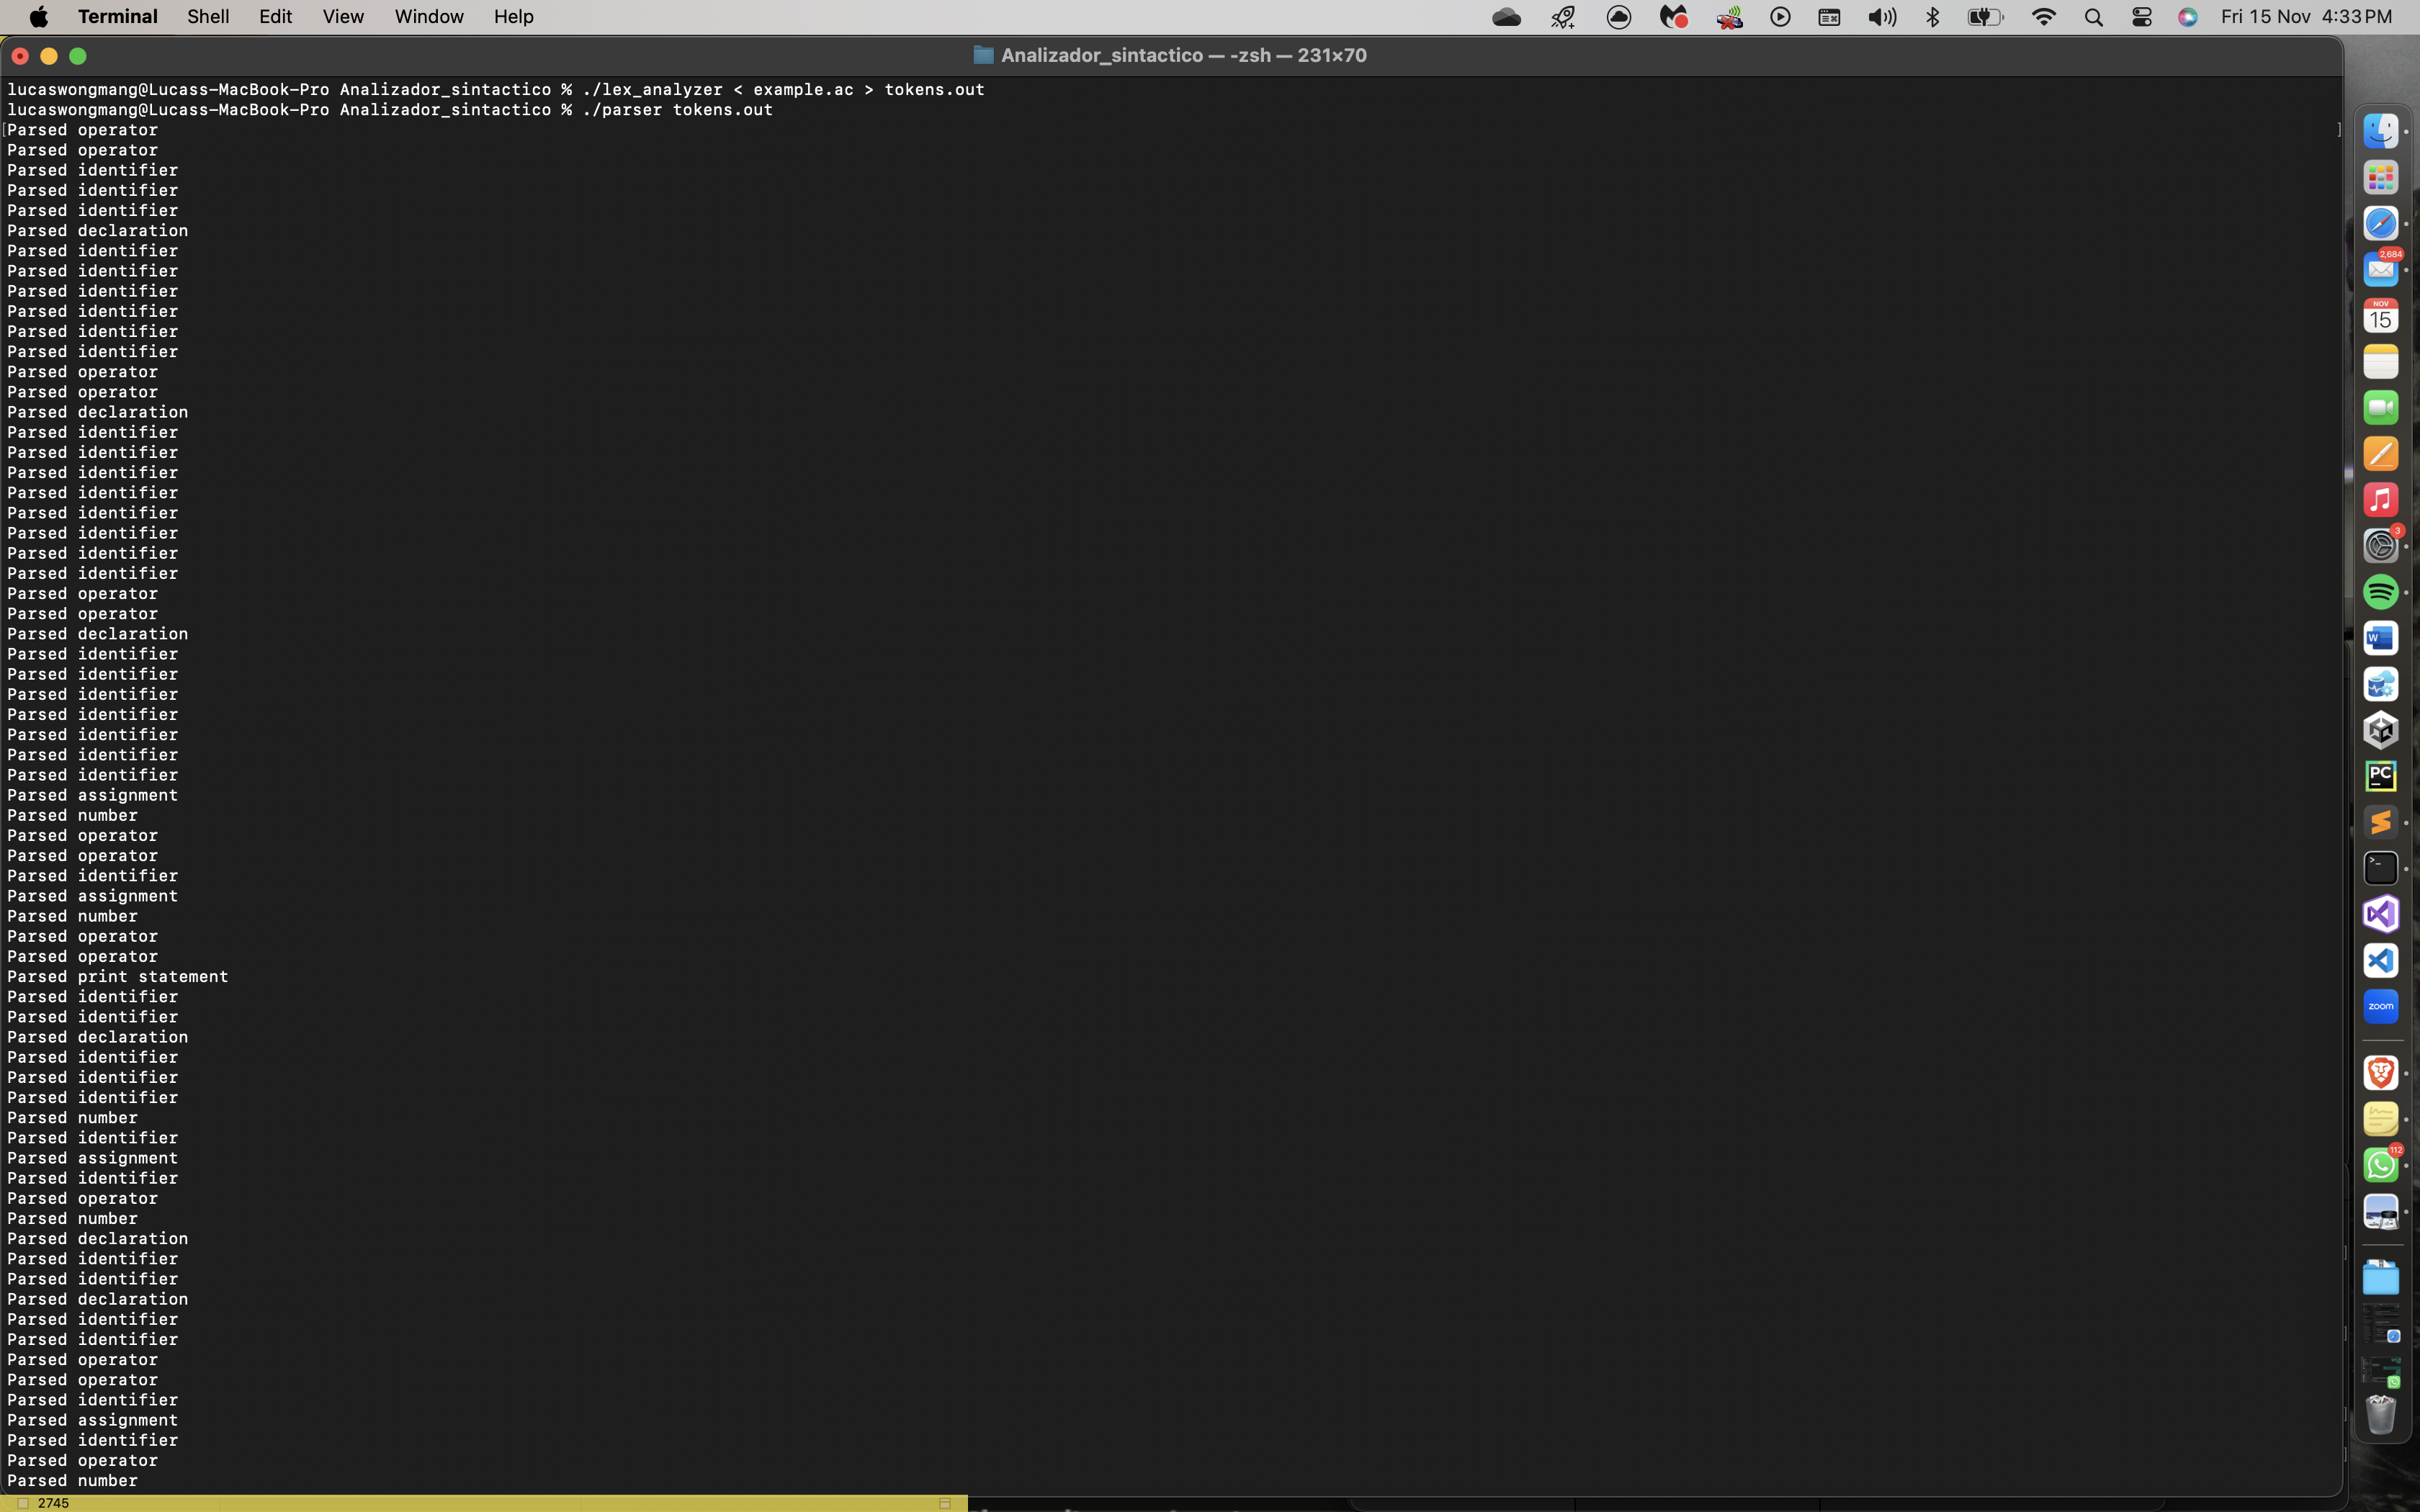 Terminal Shell Edit View Window Help Fri 15 Nov 4:33 PM
Analizador_sintactico — -zsh — 231×70
lucaswongmang@Lucass-MacBook-Pro Analizador_sintactico % ./lex_analyzer < example.ac > tokens.out
lucaswongmang@Lucass-MacBook-Pro Analizador_sintactico % ./parser tokens.out
[Parsed operator ]
Parsed operator
Parsed identifier
Parsed identifier
Parsed identifier
Parsed declaration
Parsed identifier
Parsed identifier
Parsed identifier
Parsed identifier
Parsed identifier
Parsed identifier
Parsed operator
Parsed operator
Parsed declaration
Parsed identifier
Parsed identifier
Parsed identifier
Parsed identifier
Parsed identifier
Parsed identifier
Parsed identifier
Parsed identifier
Parsed operator
Parsed operator
Parsed declaration
Parsed identifier
Parsed identifier
Parsed identifier
Parsed identifier
Parsed identifier
Parsed identifier
Parsed identifier
Parsed assignment
Parsed number
Parsed operator
Parsed operator
Parsed identifier
Parsed assignment
Parsed number
Parsed operator
Parsed operator
Parsed print statement
Parsed identifier
Parsed identifier
Parsed declaration
Parsed identifier
Parsed identifier
Parsed identifier
Parsed number
Parsed identifier
Parsed assignment
Parsed identifier
Parsed operator
Parsed number
Parsed declaration
Parsed identifier
Parsed identifier
Parsed declaration
Parsed identifier
Parsed identifier
Parsed operator
Parsed operator
Parsed identifier
Parsed assignment
Parsed identifier
Parsed operator
Parsed number
2745
2,684
NOV
15
3
W
PC
zoom
112